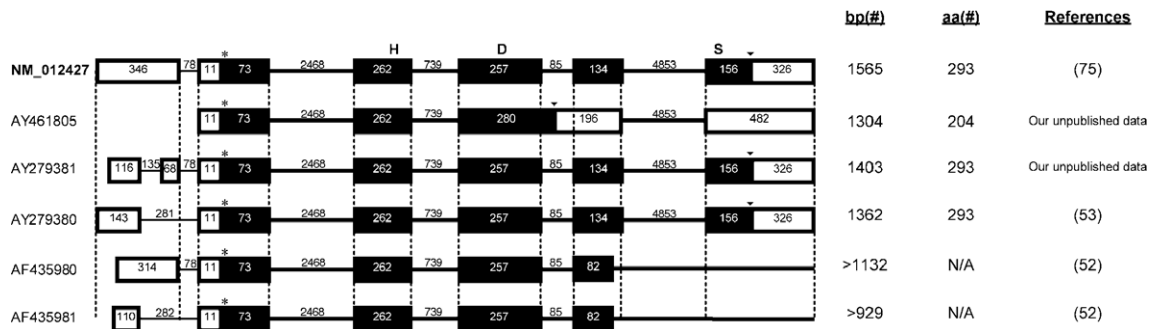 bp(#) aa(#) References
H D S
* 
NM_012427 346 78 11 73 2468 262 739 257 85 134 4853 156 326 1565 293 (75)
AY461805 11 73 2468 262 739 280 196 4853 482 1304 204 Our unpublished data
*
AY279381 116 135 68 78 11 73 2468 262 739 257 85 134 4853 156 326 1403 293 Our unpublished data
*
AY279380 143 281 11 73 2468 262 739 257 85 134 4853 156 326 1362 293 (53)
*
AF435980 314 78 11 73 2468 262 739 257 85 82 >1132 N/A (52)
*
AF435981 110 282 11 73 2468 262 739 257 85 82 >929 N/A (52)